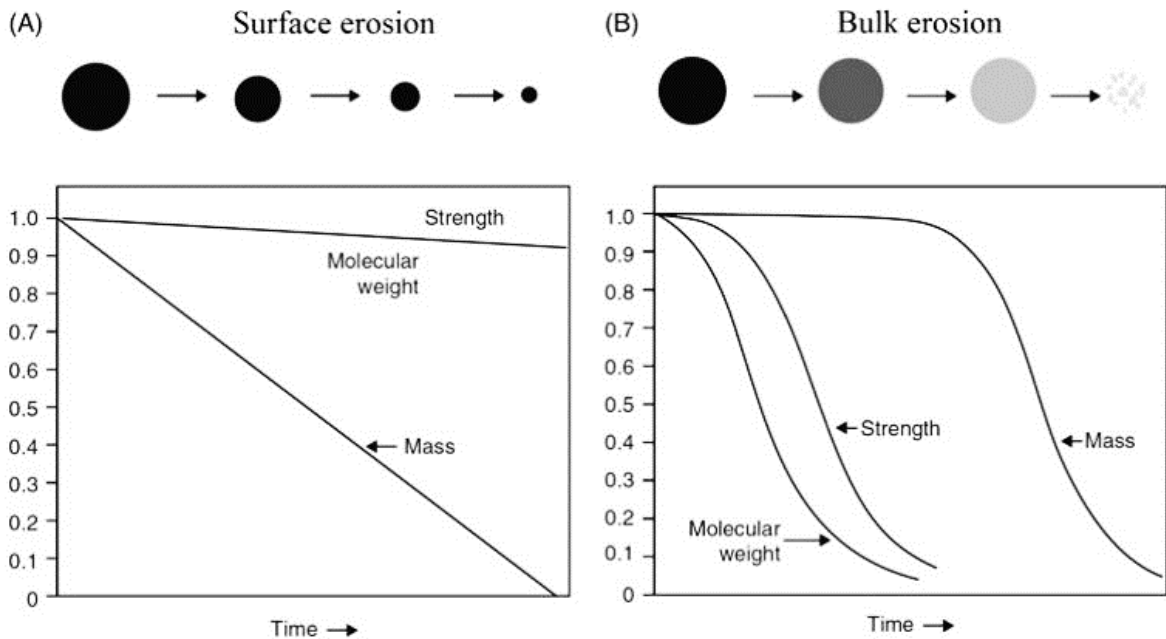 (A)
Surface erosion
1.0
0.9
0.8
0.7
0.6
0.5
0.4
0.3
0.2
0.1
0
Strength
Molecular
weight
Mass
Time
(B)
Bulk erosion
1.0
0.9
0.8
0.7
0.6
0.5
0.4
0.3
0.2
0.1
0
Strength
Mass
Molecular
weight
Time